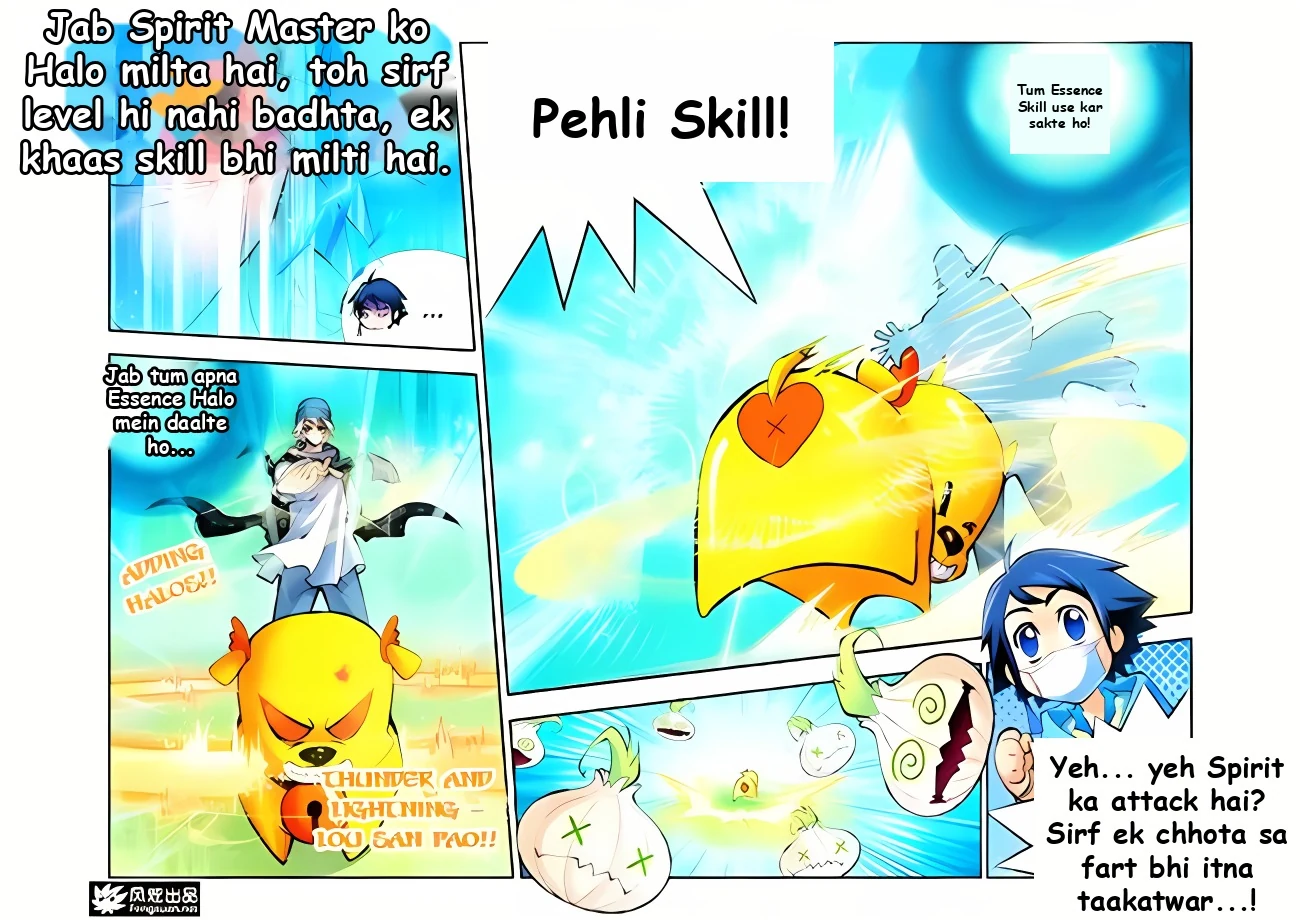 Jab Spirit Master ko
Halo milta hai, toh sirf
level hi nahi badhta, ek
khaas skill bhi milti hai.
...
Pehli Skill!
Tum Essence
Skill use kar
sakte ho!
Jab tum apna
Essence Halo
mein daalte
ho...
ADDING
HALOS!!
THUNDER AND
LIGHTNING -
LOU SAN PAO!!
Yeh... yeh Spirit
ka attack hai?
Sirf ek chhota sa
fart bhi itna
taakatwar...!
风炫出品